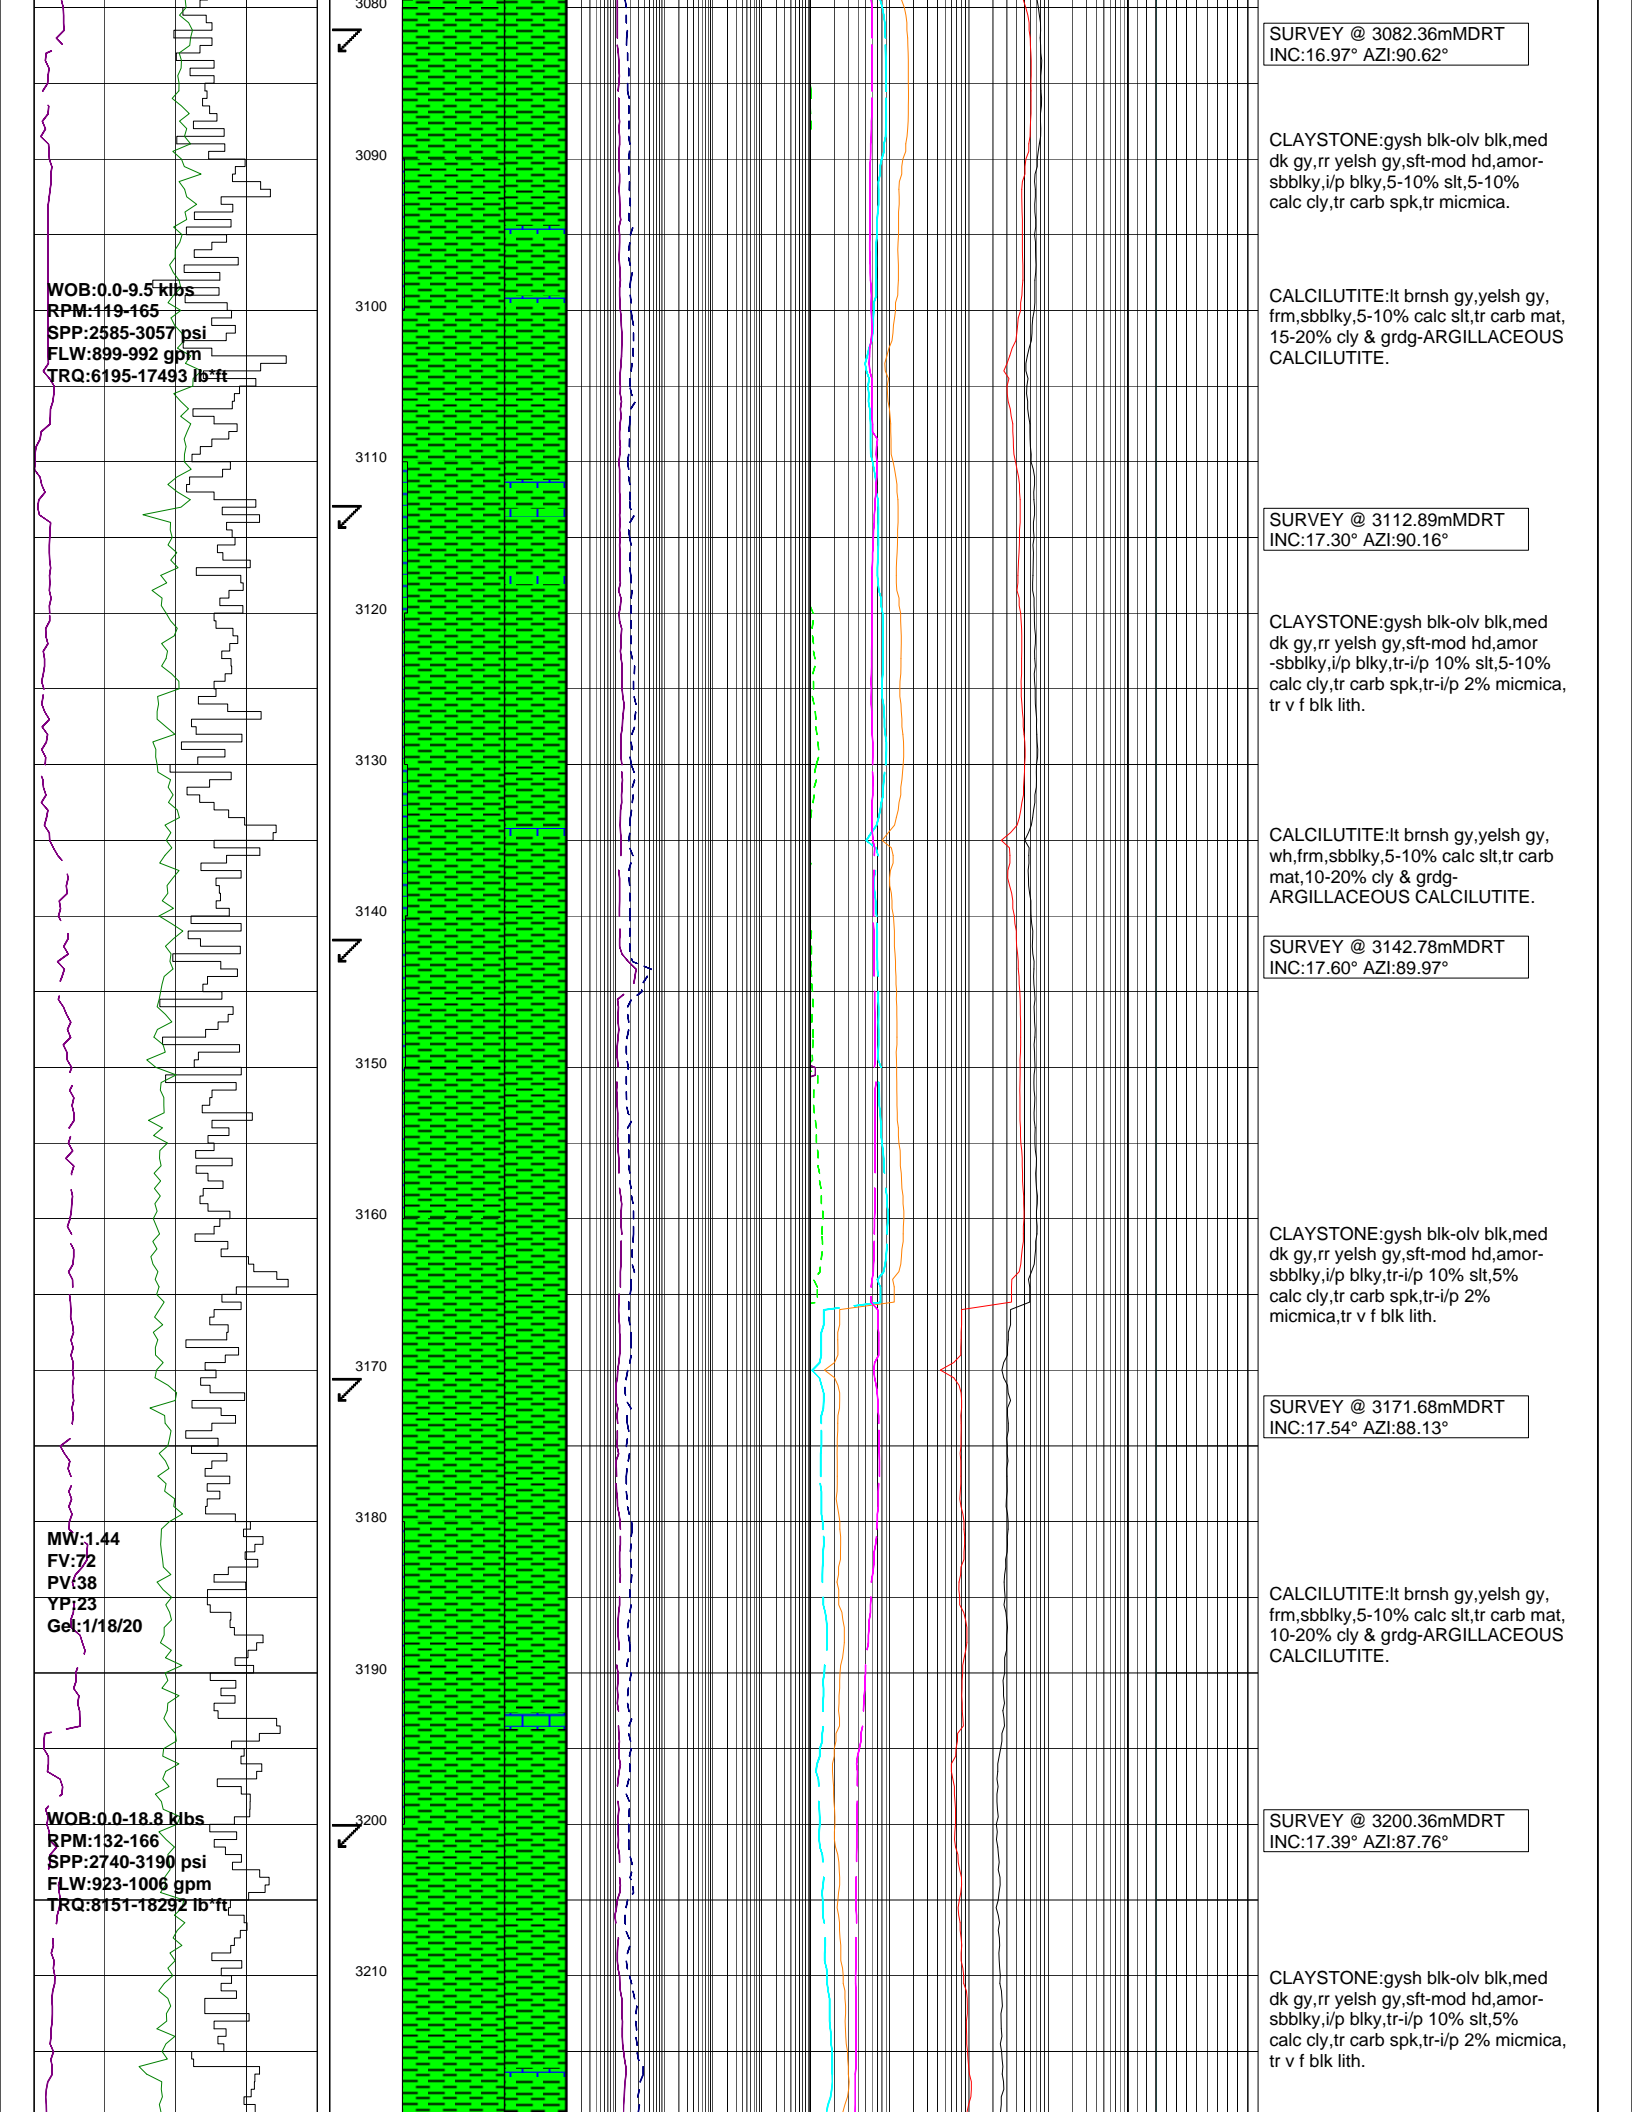 3080
SURVEY @ 3082.36mMDRT
INC:16.97° AZI:90.62°
CLAYSTONE:gysh blk-olv blk,med
dk gy,rr yelsh gy,sft-mod hd,amor-
sbblky,i/p blky,5-10% slt,5-10%
calc cly,tr carb spk,tr micmica.
3090
WOB:0.0-9.5 klbs
RPM:119-165
SPP:2585-3057 psi
FLW:899-992 gpm
TRQ:6195-17493 lb*ft
3100
CALCILUTITE:lt brnsh gy,yelsh gy,
frm,sbblky,5-10% calc slt,tr carb mat,
15-20% cly & grdg-ARGILLACEOUS
CALCILUTITE.
3110
SURVEY @ 3112.89mMDRT
INC:17.30° AZI:90.16°
3120
CLAYSTONE:gysh blk-olv blk,med
dk gy,rr yelsh gy,sft-mod hd,amor
-sbblky,i/p blky,tr-i/p 10% slt,5-10%
calc cly,tr carb spk,tr-i/p 2% micmica,
tr v f blk lith.
3130
CALCILUTITE:lt brnsh gy,yelsh gy,
wh,frm,sbblky,5-10% calc slt,tr carb
mat,10-20% cly & grdg-
ARGILLACEOUS CALCILUTITE.
3140
SURVEY @ 3142.78mMDRT
INC:17.60° AZI:89.97°
3150
3160
CLAYSTONE:gysh blk-olv blk,med
dk gy,rr yelsh gy,sft-mod hd,amor-
sbblky,i/p blky,tr-i/p 10% slt,5%
calc cly,tr carb spk,tr-i/p 2%
micmica,tr v f blk lith.
3170
SURVEY @ 3171.68mMDRT
INC:17.54° AZI:88.13°
3180
MW:1.44
FV:72
PV:38
YP:23
Gel:1/18/20
CALCILUTITE:lt brnsh gy,yelsh gy,
frm,sbblky,5-10% calc slt,tr carb mat,
10-20% cly & grdg-ARGILLACEOUS
CALCILUTITE.
3190
WOB:0.0-18.8 klbs
RPM:132-166
SPP:2740-3190 psi
FLW:923-1006 gpm
TRQ:8151-18292 lb*ft
3200
SURVEY @ 3200.36mMDRT
INC:17.39° AZI:87.76°
3210
CLAYSTONE:gysh blk-olv blk,med
dk gy,rr yelsh gy,sft-mod hd,amor-
sbblky,i/p blky,tr-i/p 10% slt,5%
calc cly,tr carb spk,tr-i/p 2% micmica,
tr v f blk lith.